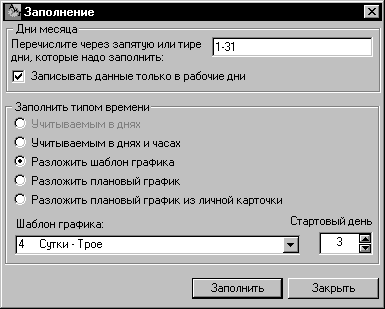 Заполнение
Дни месяца
Перечислите через запятую или тире
дни, которые надо заполнить:
1-31
Записывать данные только в рабочие дни
Заполнить типом времени
Учитываемым в днях
Учитываемым в днях и часах
Разложить шаблон графика
Разложить плановый график
Разложить плановый график из личной карточки
Шаблон графика:
Стартовый день
4 Сутки - Трое
3
Заполнить
Закрыть